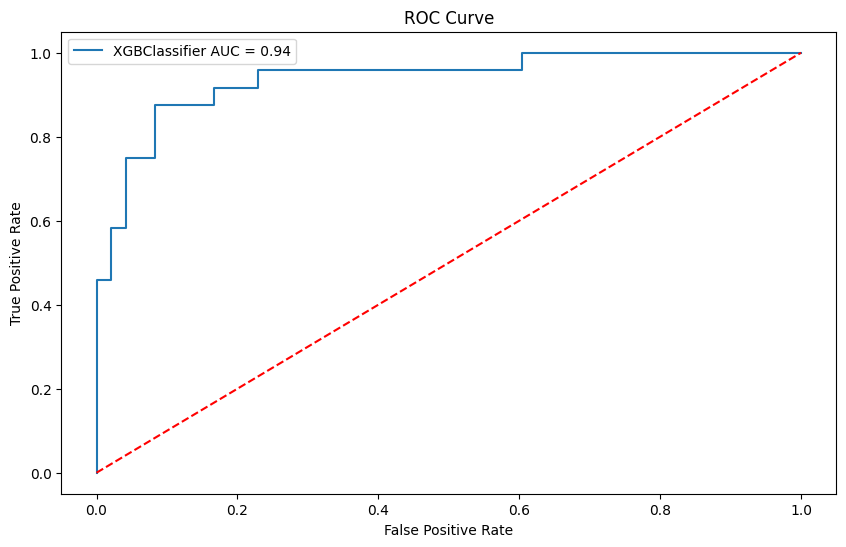 ROC Curve
XGBClassifier AUC = 0.94
True Positive Rate
1.0
0.8
0.6
0.4
0.2
0.0
0.0 0.2 0.4 0.6 0.8 1.0
False Positive Rate